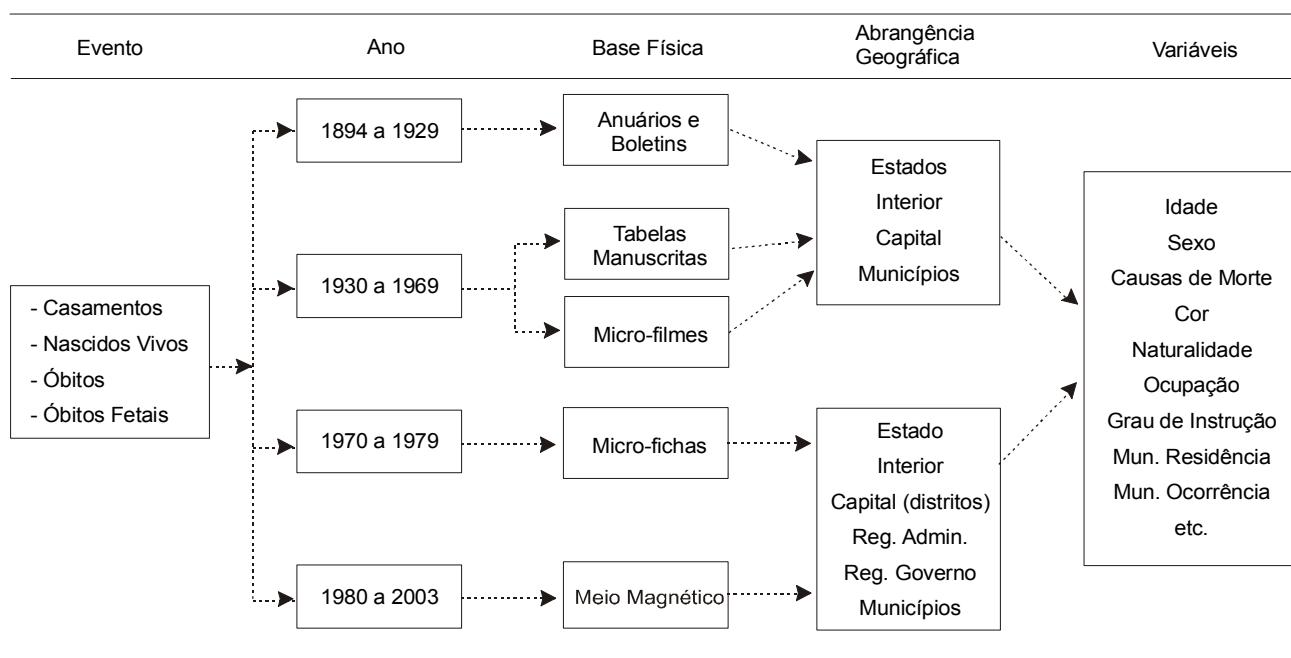 Evento
Ano
Base Física
Abrangência
Geográfica
Variáveis
- Casamentos
- Nascidos Vivos
- Óbitos
- Óbitos Fetais
1894 a 1929
1930 a 1969
1970 a 1979
1980 a 2003
Anuários e
Boletins
Tabelas
Manuscritas
Micro-filmes
Micro-fichas
Meio Magnético
Estados
Interior
Capital
Municípios
Estado
Interior
Capital (distritos)
Reg. Admin.
Reg. Governo
Municípios
Idade
Sexo
Causas de Morte
Cor
Naturalidade
Ocupação
Grau de Instrução
Mun. Residência
Mun. Ocorrência
etc.